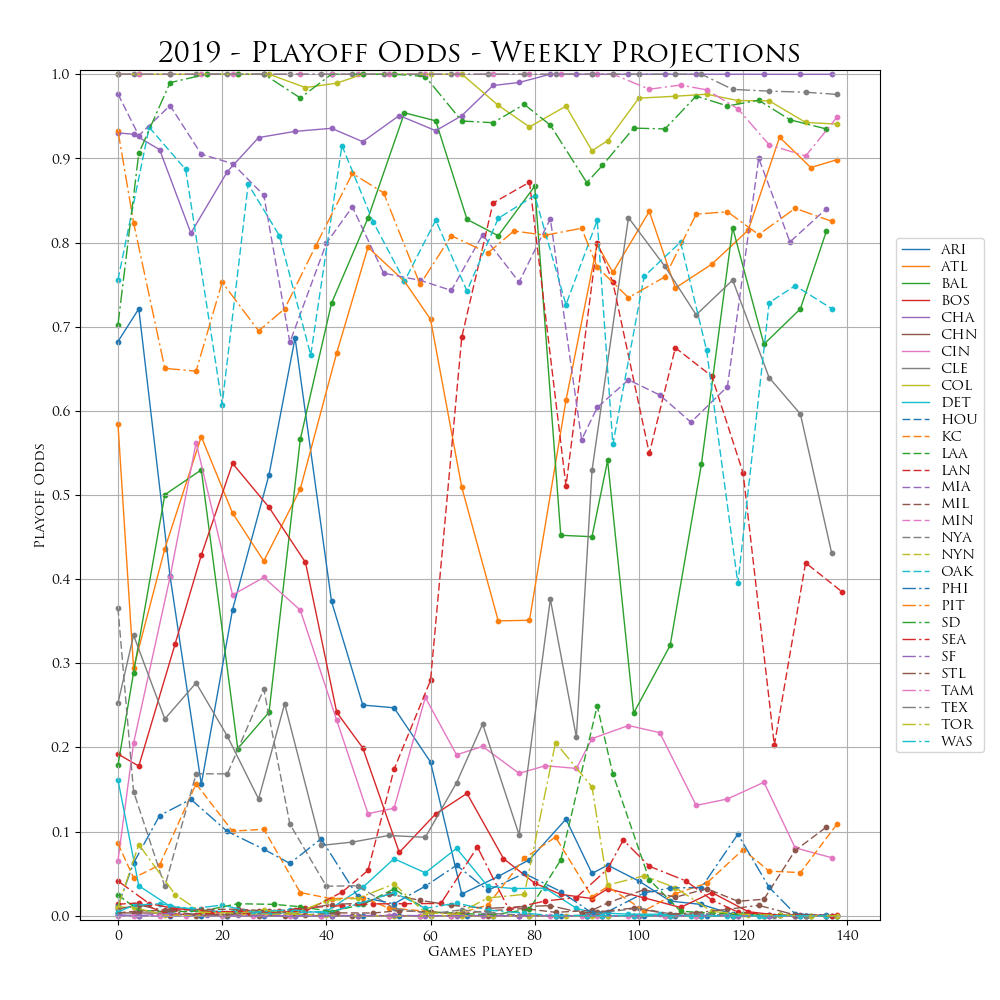 2019 - Playoff Odds - Weekly Projections
1.0
0.9
0.8
0.7
0.6
0.5
0.4
0.3
0.2
0.1
0.0
Playoff Odds
0 20 40 60 80 100 120 140
Games Played
ARI
ATL
BAL
BOS
CHA
CHN
CIN
CLE
COL
DET
HOU
KC
LAA
LAN
MIA
MIL
MIN
NYA
NYN
OAK
PHI
PIT
SD
SEA
SF
STL
TAM
TEX
TOR
WAS